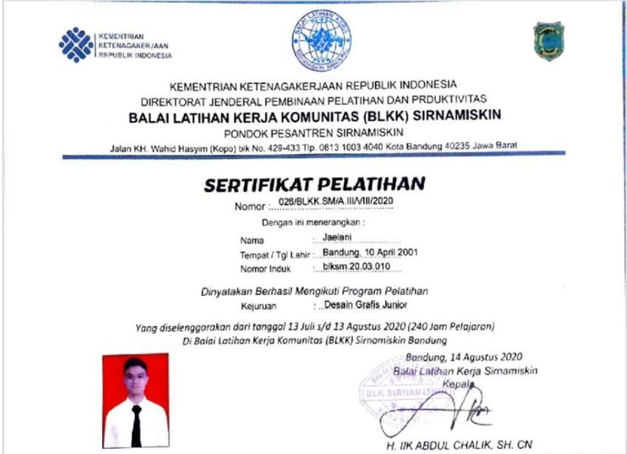 KEMENTRIAN
KETENAGAKERJAAN
REPUBLIK INDONESIA
BALAI LATIHAN KERJA
KEMENTRIAN KETENAGAKERJAAN REPUBLIK INDONESIA
DIREKTORAT JENDERAL PEMBINAAN PELATIHAN DAN PRDUKTIVITAS
BALAI LATIHAN KERJA KOMUNITAS (BLKK) SIRNAMISKIN
PONDOK PESANTREN SIRNAMISKIN
Jalan KH. Wahid Hasyim (Kopo) blk No. 429-433 Tlp. 0813 1003 4040 Kota Bandung 40235 Jawa Barat
SERTIFIKAT PELATIHAN
Nomor : 026/BLKK.SM/A.III/VIII/2020
Dengan ini menerangkan :
Nama : Jaelani
Tempat / Tgl Lahir : Bandung, 10 April 2001
Nomor Induk : blksm.20.03.010
Dinyatakan Berhasil Mengikuti Program Pelatihan
Kejuruan : Desain Grafis Junior
Yang diselenggarakan dari tanggal 13 Juli s/d 13 Agustus 2020 (240 Jam Pelajaran)
Di Balai Latihan Kerja Komunitas (BLKK) Sirnamiskin Bandung
Bandung, 14 Agustus 2020
Balai Latihan Kerja Sirnamiskin
Kepala
BLK SIRNAMISKIN
H. IIK ABDUL CHALIK, SH. CN